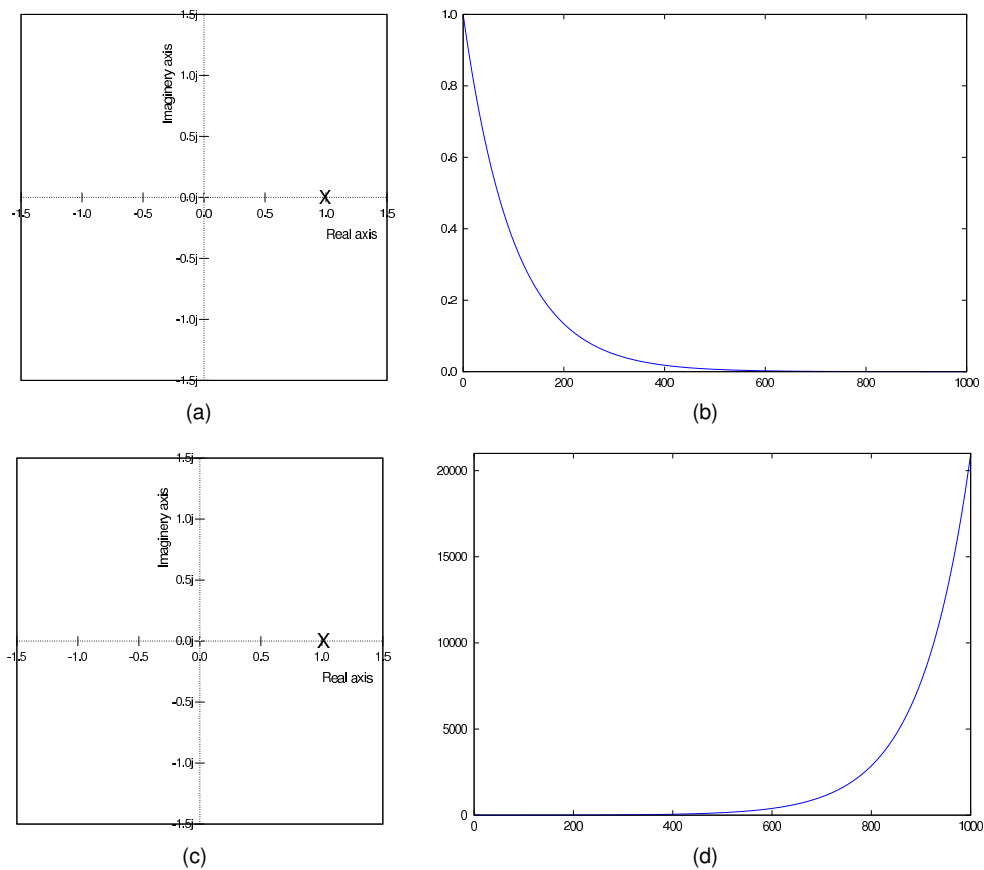 1.5j
1.0j
0.5j
0.0j
-0.5j
-1.0j
-1.5j
Imaginery axis
-1.5 -1.0 -0.5 0.0 0.5 1.0 1.5
X
Real axis
(a)
1.0
0.8
0.6
0.4
0.2
0.0
0 200 400 600 800 1000
(b)
1.5j
1.0j
0.5j
0.0j
-0.5j
-1.0j
-1.5j
Imaginery axis
-1.5 -1.0 -0.5 0.0 0.5 1.0 1.5
X
Real axis
(c)
20000
15000
10000
5000
0
0 200 400 600 800 1000
(d)